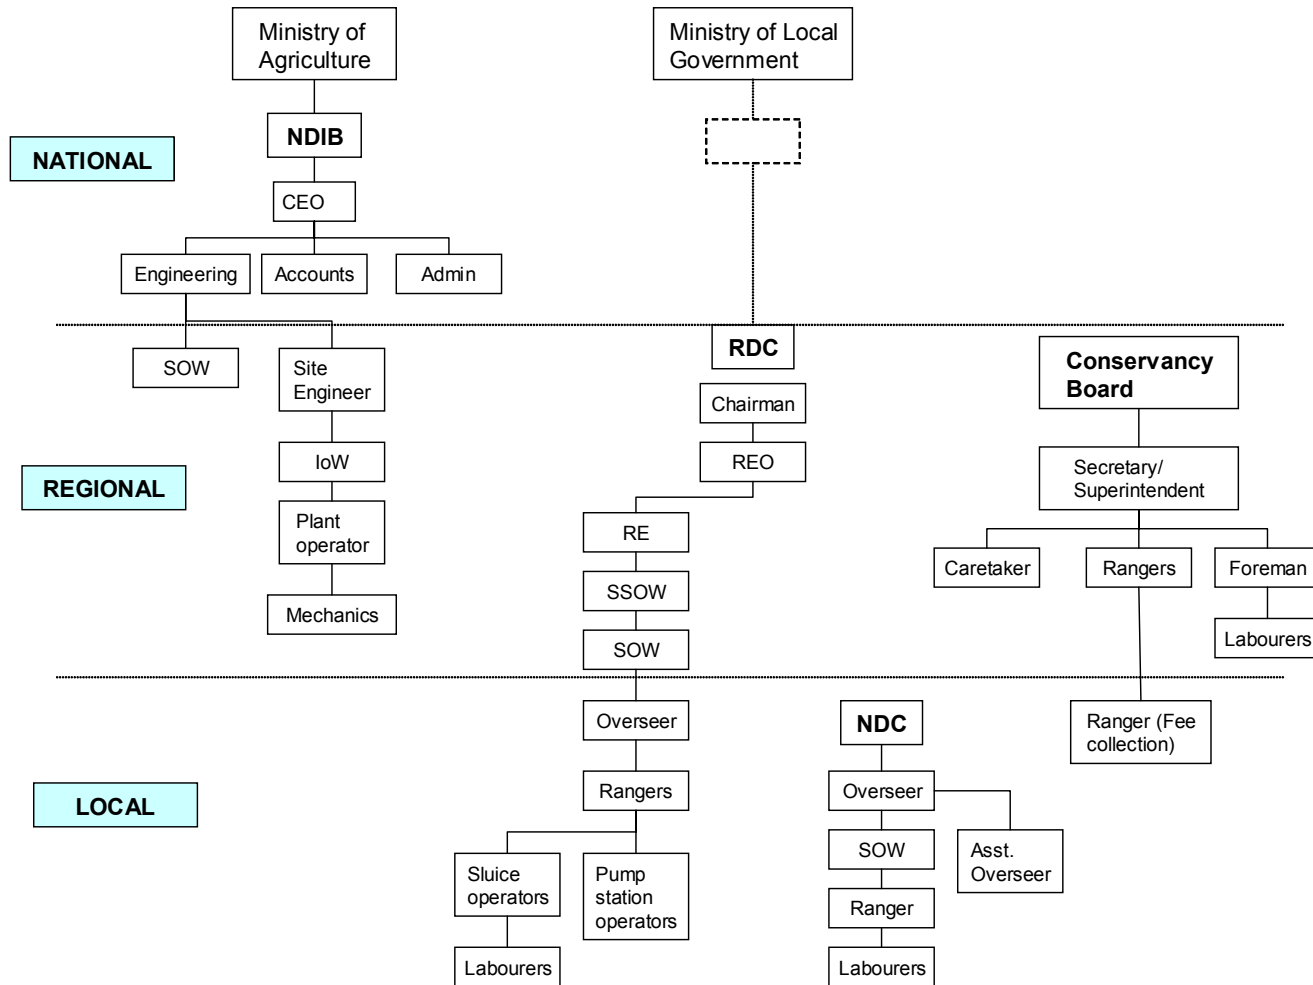 Ministry of
Agriculture
Ministry of Local
Government
NDIB
NATIONAL
CEO
Engineering
Accounts
Admin
RDC
SOW
Site
Engineer
Conservancy
Board
Chairman
IoW
REO
Secretary/
Superintendent
REGIONAL
Plant
operator
RE
Caretaker
Rangers
Foreman
Mechanics
SSOW
Labourers
SOW
Overseer
NDC
Ranger (Fee
collection)
Rangers
Overseer
LOCAL
Sluice
operators
Pump
station
operators
SOW
Asst.
Overseer
Ranger
Labourers
Labourers